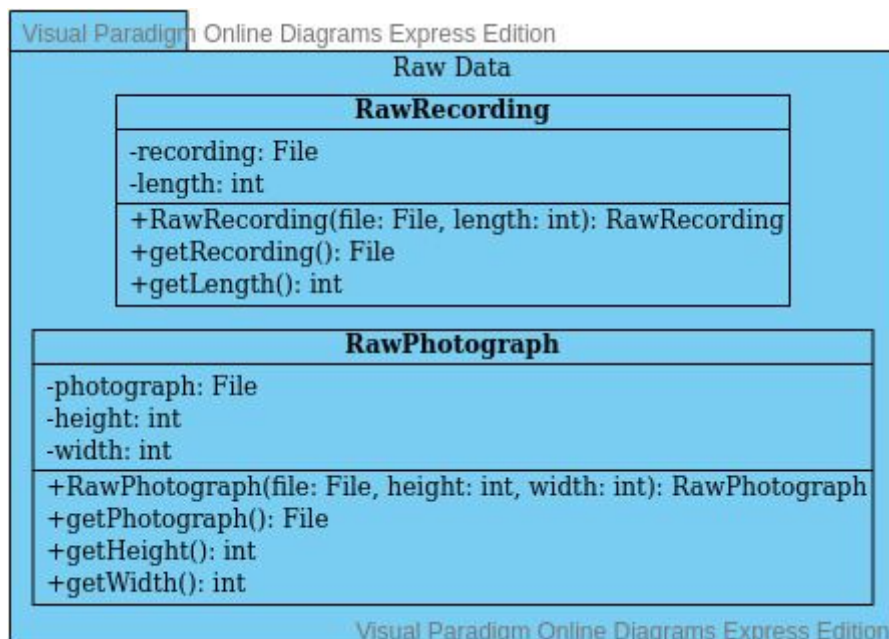 Visual Paradigm Online Diagrams Express Edition
Raw Data
RawRecording
-recording: File
-length: int
+RawRecording(file: File, length: int): RawRecording
+getRecording(): File
+getLength(): int
RawPhotograph
-photograph: File
-height: int
-width: int
+RawPhotograph(file: File, height: int, width: int): RawPhotograph
+getPhotograph(): File
+getHeight(): int
+getWidth(): int
Visual Paradigm Online Diagrams Express Edition